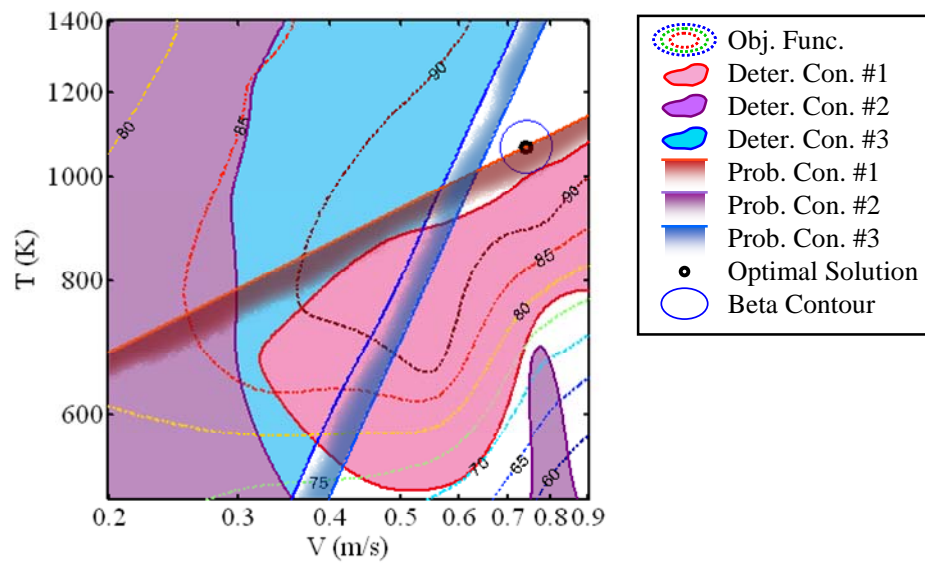 1400
1200
1000
800
600
T (K)
0.2
0.3
0.4
0.5
0.6
0.7
0.8
0.9
V (m/s)
80
85
90
90
85
80
75
70
65
60
Obj. Func.
Deter. Con. #1
Deter. Con. #2
Deter. Con. #3
Prob. Con. #1
Prob. Con. #2
Prob. Con. #3
Optimal Solution
Beta Contour